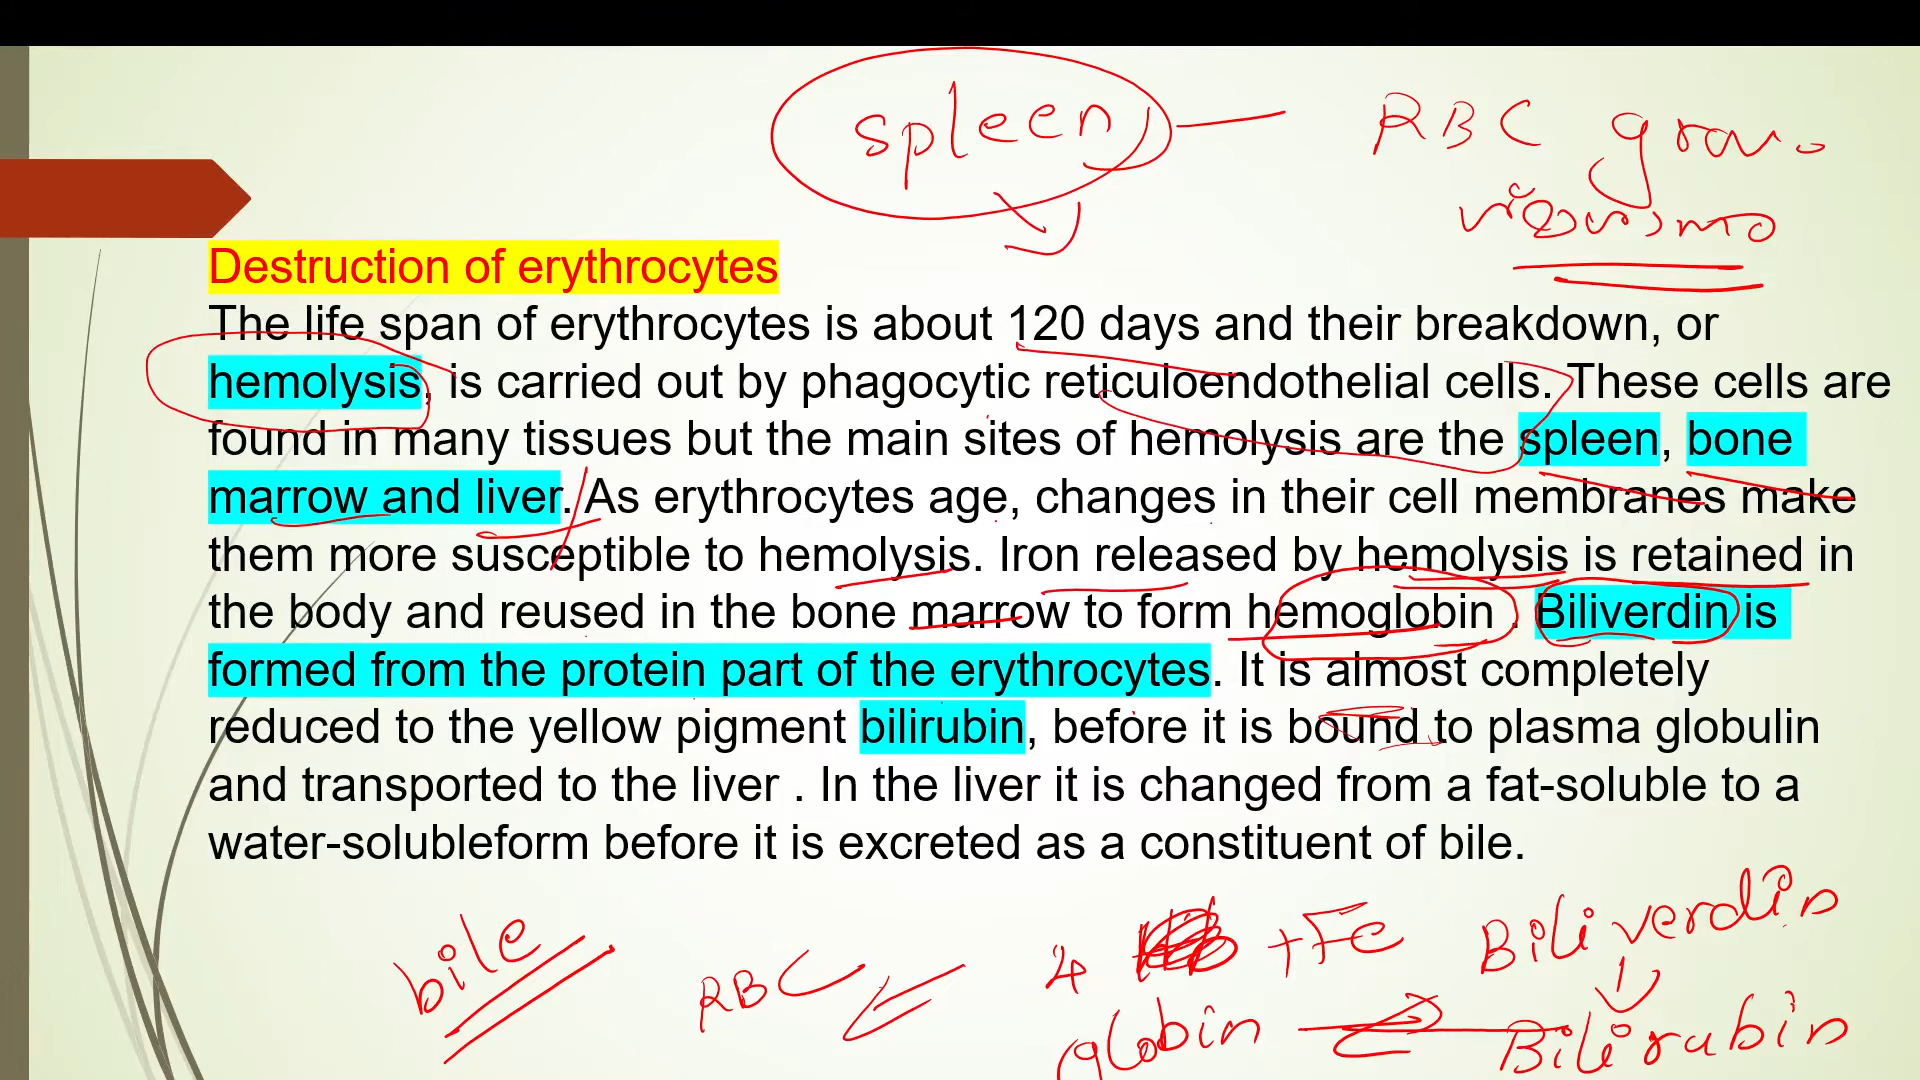 spleen
RBC
Destruction of erythrocytes
The life span of erythrocytes is about 120 days and their breakdown, or
hemolysis, is carried out by phagocytic reticuloendothelial cells. These cells are
found in many tissues but the main sites of hemolysis are the spleen, bone
marrow and liver. As erythrocytes age, changes in their cell membranes make
them more susceptible to hemolysis. Iron released by hemolysis is retained in
the body and reused in the bone marrow to form hemoglobin . Biliverdin is
formed from the protein part of the erythrocytes. It is almost completely
reduced to the yellow pigment bilirubin, before it is bound to plasma globulin
and transported to the liver . In the liver it is changed from a fat-soluble to a
water-solubleform before it is excreted as a constituent of bile.
bile
RBC
4 +Fe
globin
Biliverdin
Bilirubin